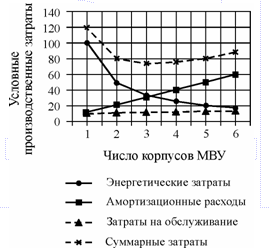 Условные
производственные затраты
140
120
100
80
60
40
20
0
1 2 3 4 5 6
Число корпусов МВУ
Энергетические затраты
Амортизационные расходы
Затраты на обслуживание
Суммарные затраты